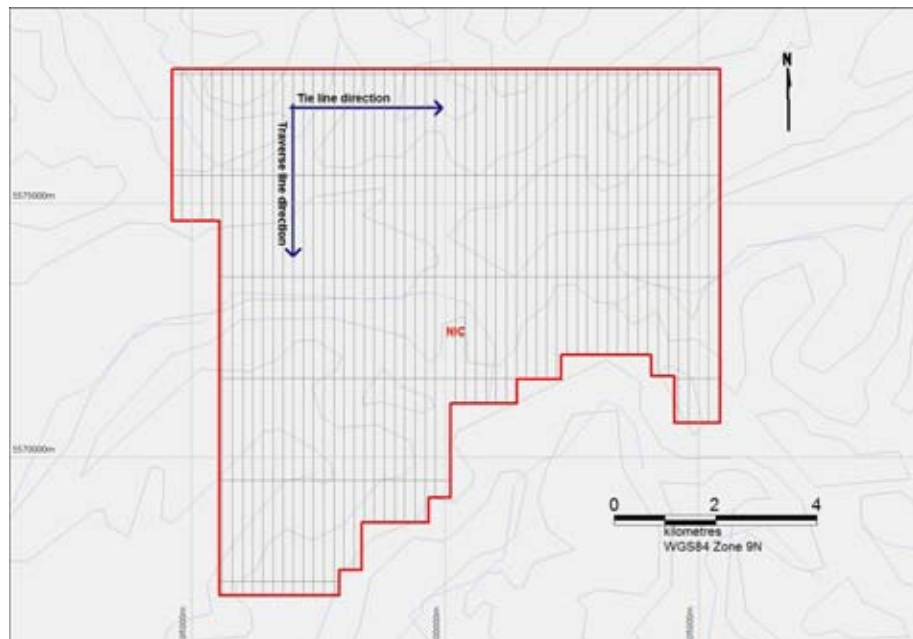 N
Tie line direction
Traverse line direction
5575000m
NIC
5570000m
0 2 4
kilometres
WGS84 Zone 9N